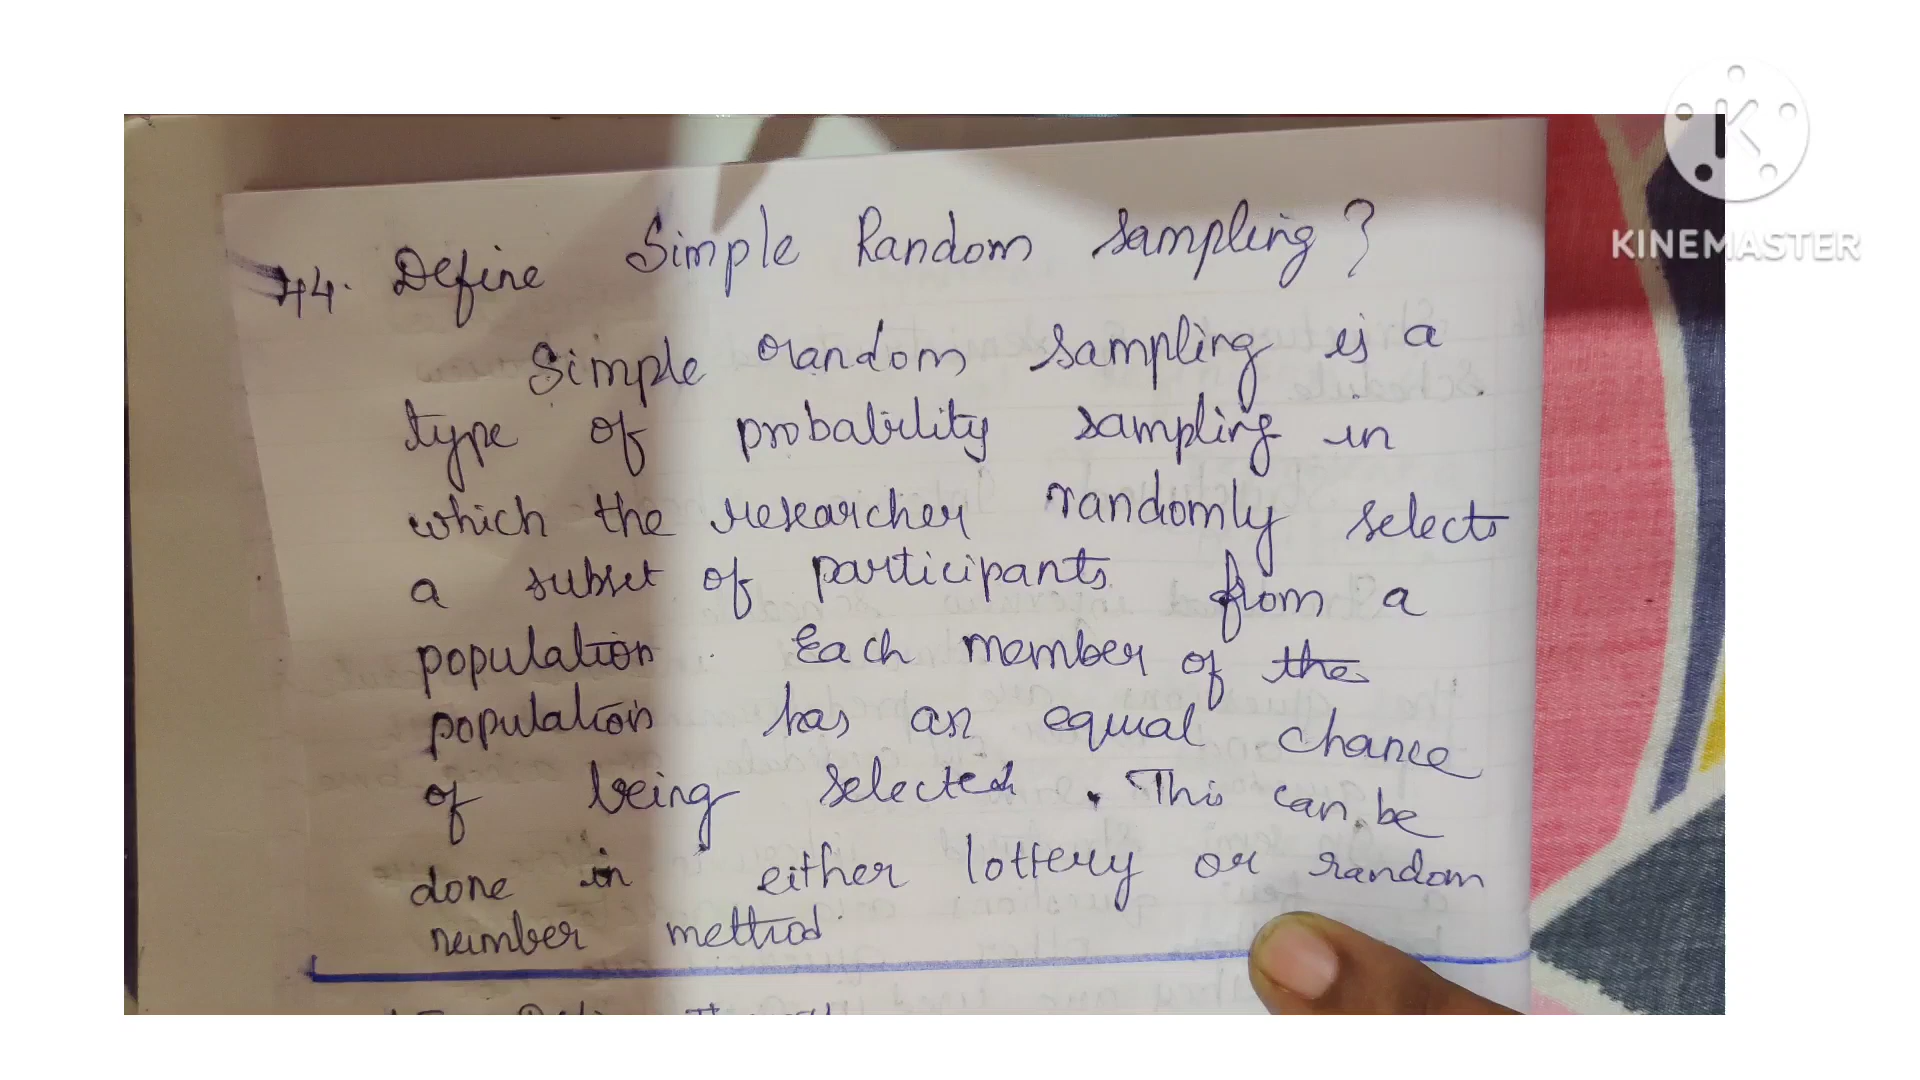 44. Define Simple Random Sampling?
Simple random sampling is a
type of probability sampling in
which the researcher randomly selects
a subset of participants from a
population. Each member of the
population has an equal chance
of being selected. This can be
done in either lottery or random
number method.
KINEMASTER